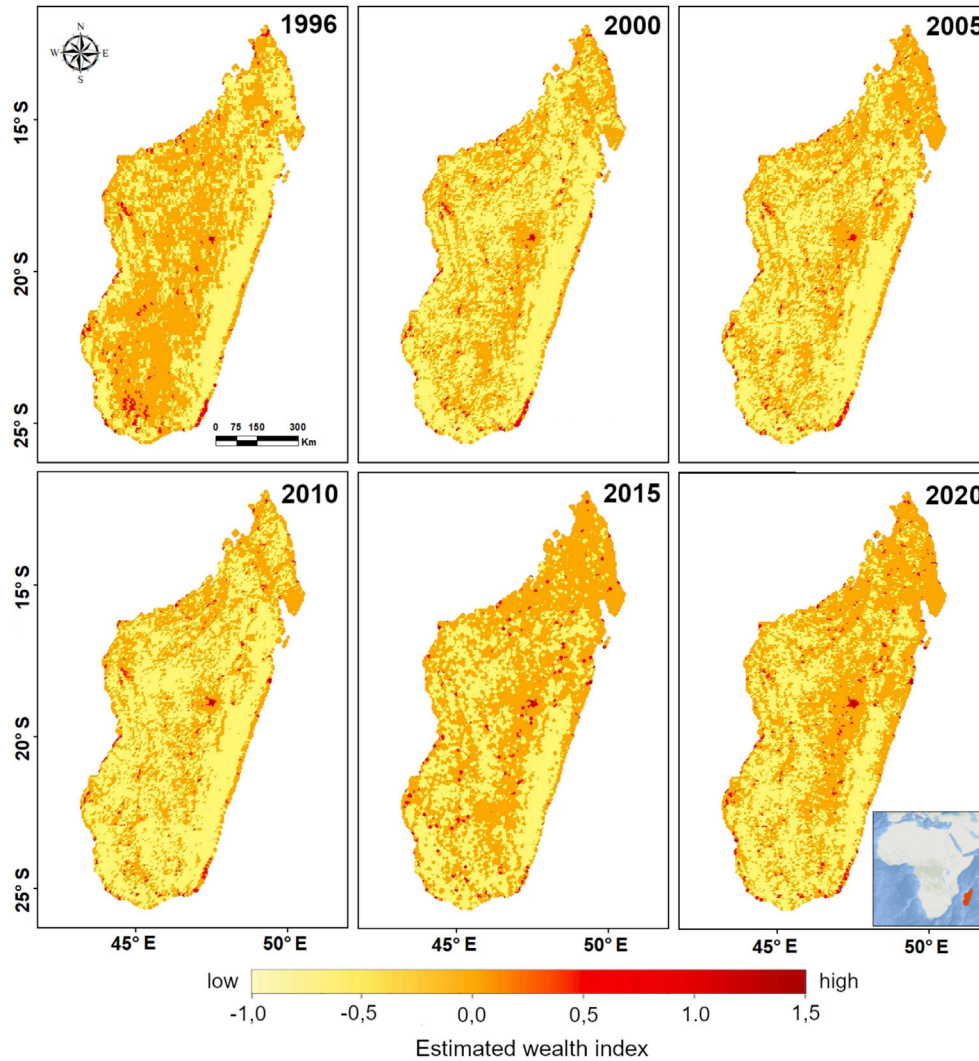 1996
2000
2005
N
W E
S
15° S
20° S
25° S
0 75 150 300
Km
2010
2015
2020
15° S
20° S
25° S
45° E 50° E 45° E 50° E 45° E 50° E
low high
-1,0 -0,5 0,0 0,5 1.0 1,5
Estimated wealth index